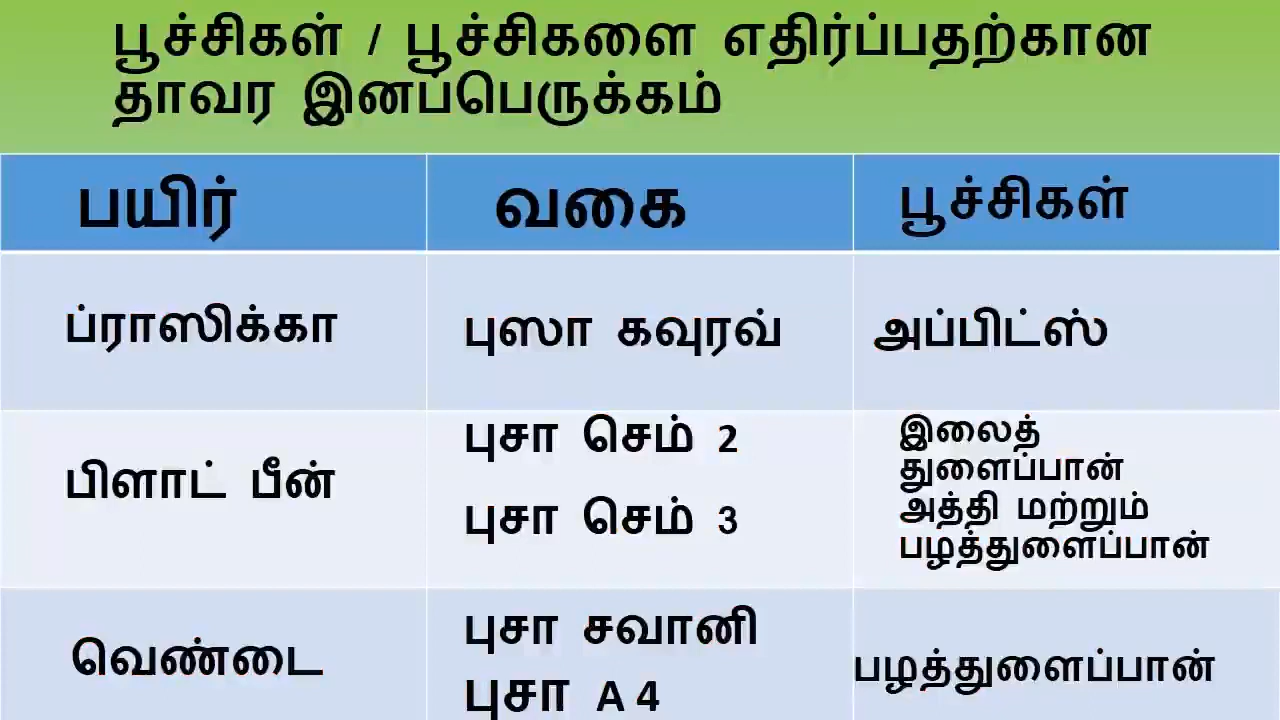 பூச்சிகள் / பூச்சிகளை எதிர்ப்பதற்கான
தாவர இனப்பெருக்கம்
பயிர்
வகை
பூச்சிகள்
ப்ராஸிக்கா
புஸா கவுரவ்
அப்பிட்ஸ்
பிளாட் பீன்
புசா செம் 2
புசா செம் 3
இலைத்
துளைப்பான்
அத்தி மற்றும்
பழத்துளைப்பான்
வெண்டை
புசா சவானி
புசா A 4
பழத்துளைப்பான்